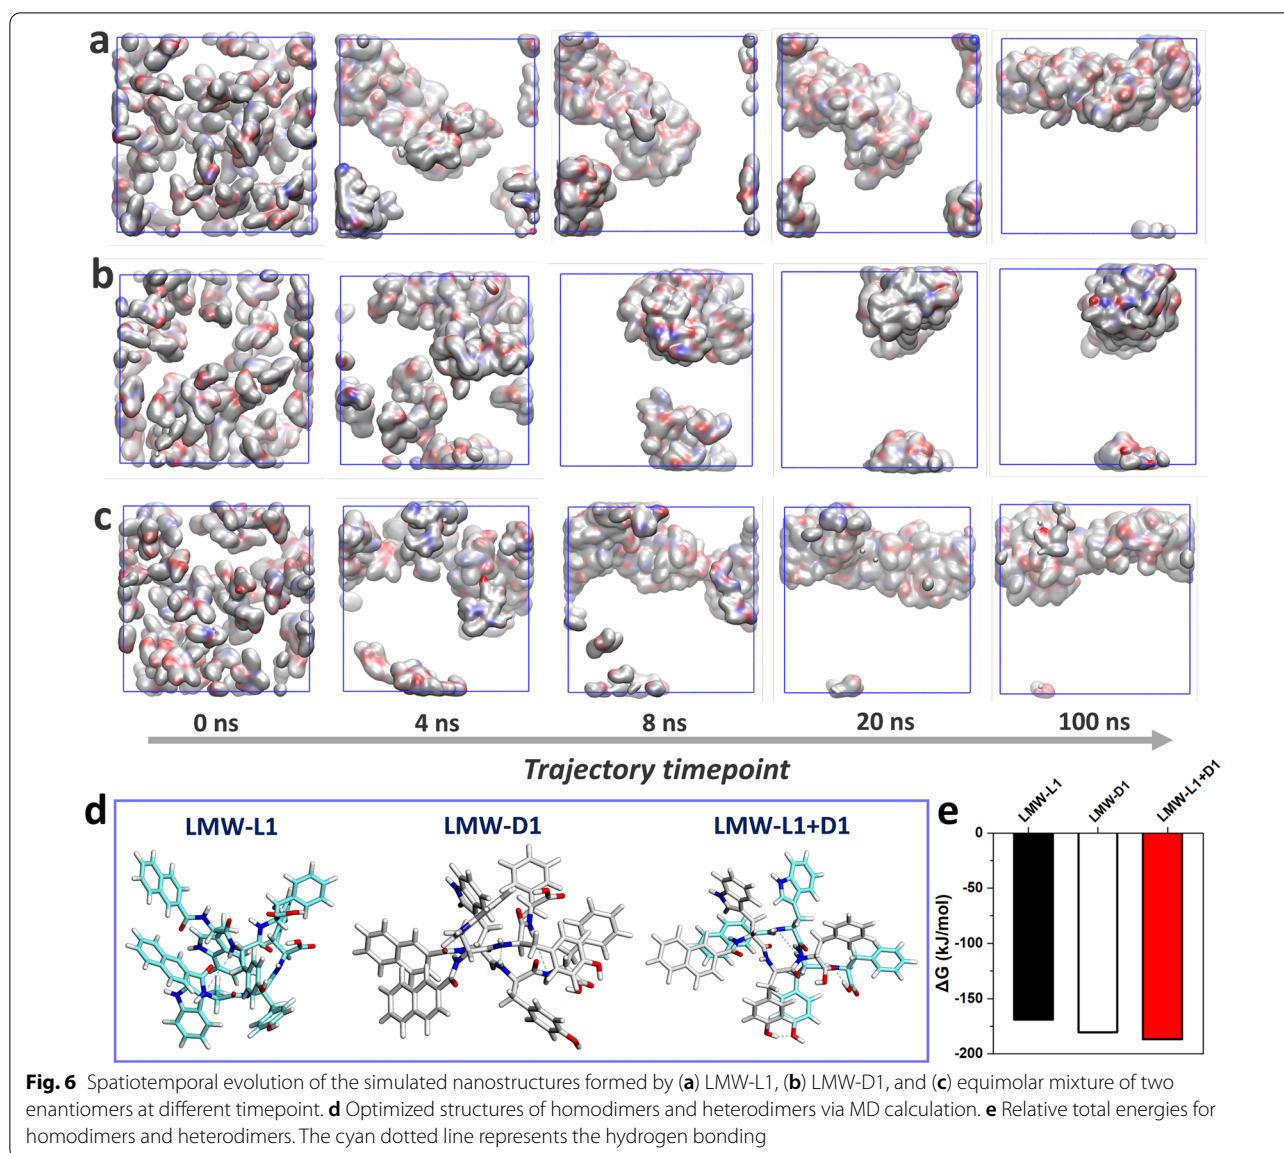 a
b
c
0 ns 4 ns 8 ns 20 ns 100 ns
Trajectory timepoint
d
LMW-L1 LMW-D1 LMW-L1+D1
e
LMW-L1
LMW-D1
LMW-L1+D1
0
-50
-100
-150
-200
ΔG (kJ/mol)
Fig. 6 Spatiotemporal evolution of the simulated nanostructures formed by (a) LMW-L1, (b) LMW-D1, and (c) equimolar mixture of two
enantiomers at different timepoint. d Optimized structures of homodimers and heterodimers via MD calculation. e Relative total energies for
homodimers and heterodimers. The cyan dotted line represents the hydrogen bonding